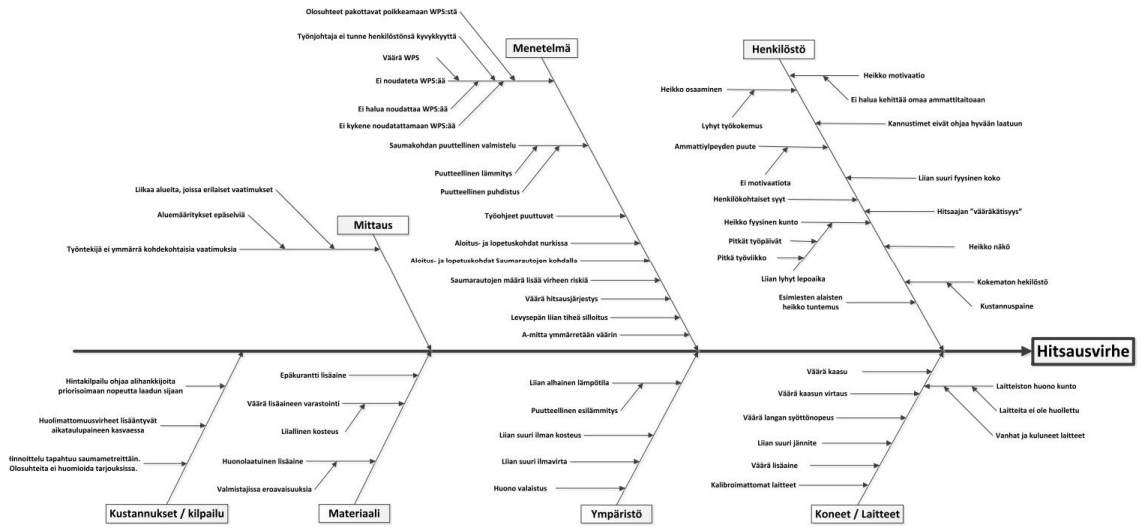 Olosuhteet pakottavat poikkeamaan WPS:stä
Työnjohtaja ei tunne henkilöstönsä kyvykkyyttä
Väärä WPS
Ei noudateta WPS:ää
Ei halua noudattaa WPS:ää
Ei kykene noudatattamaan WPS:ää
Menetelmä
Saumakohdan puuttellinen valmistelu
Puutteellinen lämmitys
Puutteellinen puhdistus
Työohjeet puuttuvat
Aloitus- ja lopetuskohdat nurkissa
Aloitus- ja lopetuskohdat Saumarautojen kohdalla
Saumarautojen määrä lisää virheen riskiä
Väärä hitsausjärjestys
Levysepän liian tiheä silloitus
A-mitta ymmärretään väärin
Henkilöstö
Heikko motivaatio
Ei halua kehittää omaa ammattitaitoaan
Heikko osaaminen
Lyhyt työkokemus
Kannustimet eivät ohjaa hyvään laatuun
Ammattiylpeyden puute
Ei motivaatiota
Liian suuri fyysinen koko
Henkilökohtaiset syyt
Hitsaajan "vääräkätisyys"
Heikko fyysinen kunto
Pitkät työpäivät
Pitkä työviikko
Liian lyhyt lepoaika
Heikko näkö
Kokematon hekilöstö
Kustannuspaine
Esimiesten alaisten
heikko tuntemus
Liikaa alueita, joissa erilaiset vaatimukset
Aluemääritykset epäselviä
Mittaus
Työntekijä ei ymmärrä kohdekohtaisia vaatimuksia
Hitsausvirhe
Hintakilpailu ohjaa alihankkijoita
priorisoimaan nopeutta laadun sijaan
Huolimattomuusvirheet lisääntyvät
aikataulupaineen kasvaessa
Hinnoittelu tapahtuu saumametreittäin.
Olosuhteita ei huomioida tarjouksissa.
Kustannukset / kilpailu
Epäkurantti lisäaine
Väärä lisäaineen varastointi
Liiallinen kosteus
Huonolaatuinen lisäaine
Valmistajissa eroavaisuuksia
Materiaali
Liian alhainen lämpötila
Puutteellinen esilämmitys
Liian suuri ilman kosteus
Liian suuri ilmavirta
Huono valaistus
Ympäristö
Väärä kaasu
Väärä kaasun virtaus
Väärä langan syöttönopeus
Liian suuri jännite
Väärä lisäaine
Kalibroimattomat laitteet
Laitteiston huono kunto
Laitteita ei ole huollettu
Vanhat ja kuluneet laitteet
Koneet / Laitteet